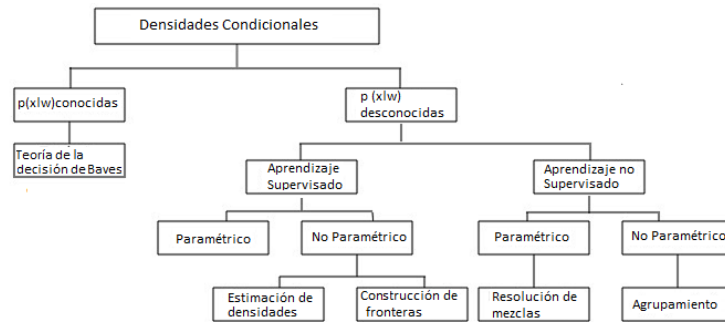 Densidades Condicionales
p(x|w)conocidas
p (x|w)
desconocidas
Teoría de la
decisión de Baves
Aprendizaje
Supervisado
Aprendizaje no
Supervisado
Paramétrico
No Paramétrico
Paramétrico
No Paramétrico
Estimación de
densidades
Construcción de
fronteras
Resolución de
mezclas
Agrupamiento